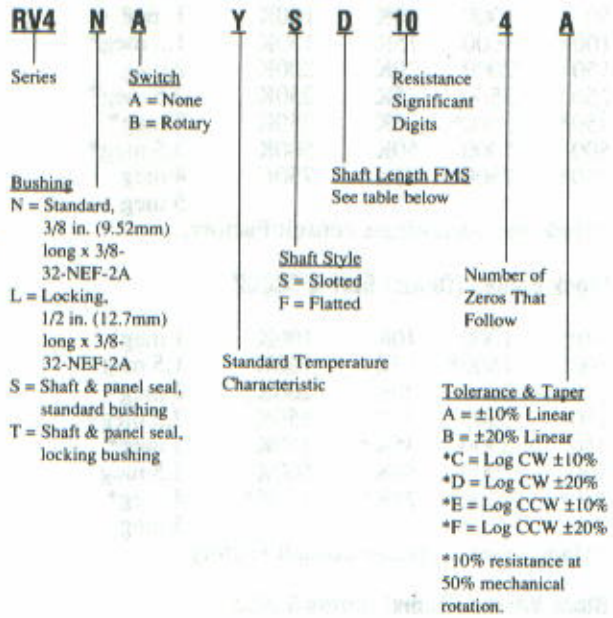 RV4 N A Y S D 10 4 A
Series
Switch
A = None
B = Rotary
Resistance
Significant
Digits
Bushing
N = Standard,
3/8 in. (9.52mm)
long x 3/8-
32-NEF-2A
L = Locking,
1/2 in. (12.7mm)
long x 3/8-
32-NEF-2A
S = Shaft & panel seal,
standard bushing
T = Shaft & panel seal,
locking bushing
Shaft Length FMS
See table below
Shaft Style
S = Slotted
F = Flatted
Number of
Zeros That
Follow
Standard Temperature
Characteristic
Tolerance & Taper
A = ±10% Linear
B = ±20% Linear
*C = Log CW ±10%
*D = Log CW ±20%
*E = Log CCW ±10%
*F = Log CCW ±20%
*10% resistance at
50% mechanical
rotation.